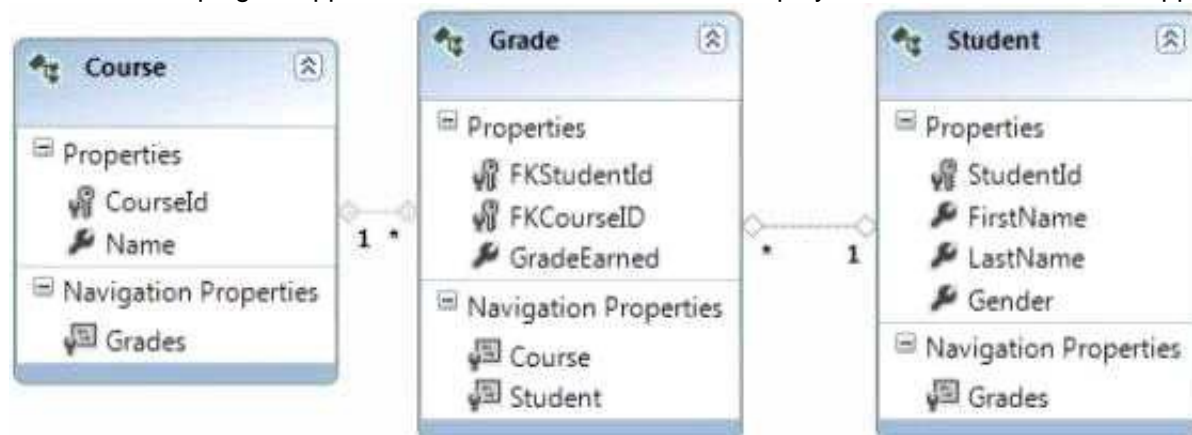 Course
Properties
CourseId
Name
Navigation Properties
Grades
1 *
Grade
Properties
FKStudentId
FKCourseID
GradeEarned
Navigation Properties
Course
Student
* 1
Student
Properties
StudentId
FirstName
LastName
Gender
Navigation Properties
Grades